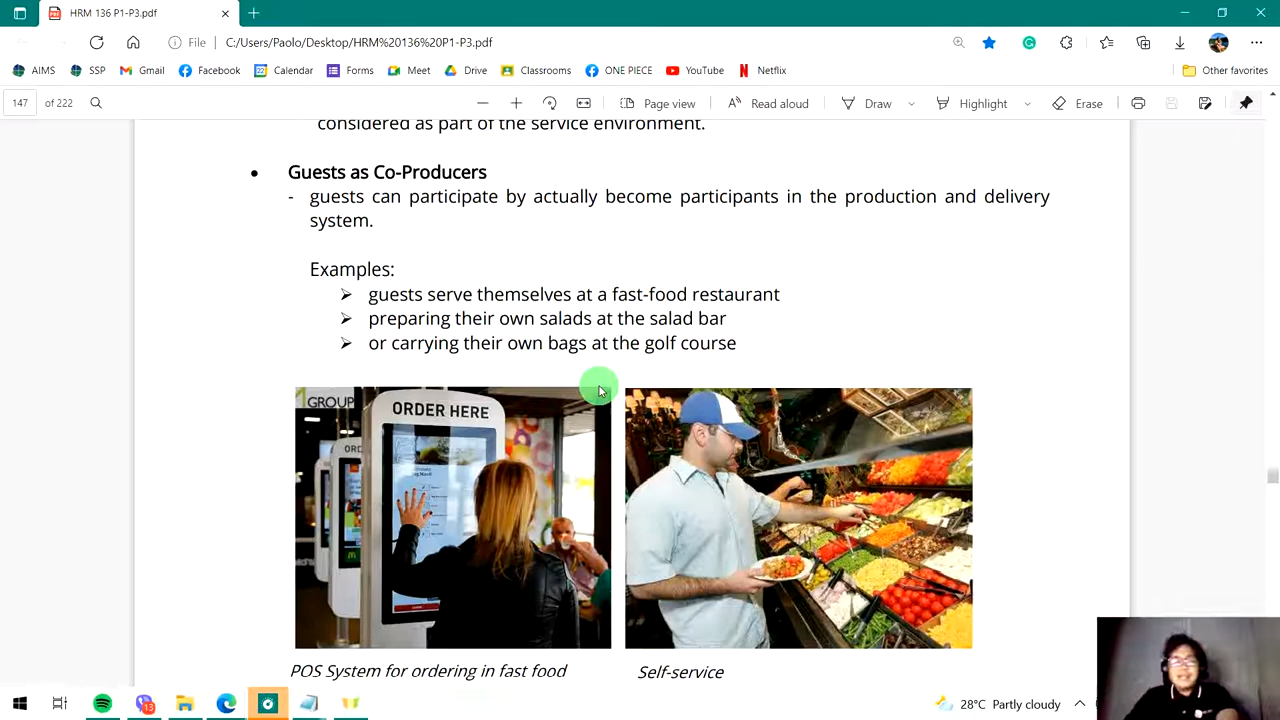 HRM 136 P1-P3.pdf
File C:/Users/Paolo/Desktop/HRM%20136%20P1-P3.pdf
AIMS SSP Gmail Facebook Calendar Forms Meet Drive Classrooms ONE PIECE YouTube Netflix Other favorites
147 of 222 Page view Read aloud Draw Highlight Erase
considered as part of the service environment.
• Guests as Co-Producers
- guests can participate by actually become participants in the production and delivery
system.
Examples:
➢ guests serve themselves at a fast-food restaurant
➢ preparing their own salads at the salad bar
➢ or carrying their own bags at the golf course
GROUP
ORDER HERE
POS System for ordering in fast food
Self-service
13
28°C Partly cloudy